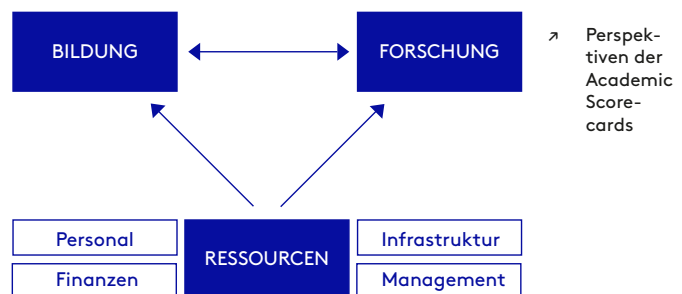 BILDUNG
FORSCHUNG
↗ Perspek-
tiven der
Academic
Score-
cards
Personal
Finanzen
RESSOURCEN
Infrastruktur
Management